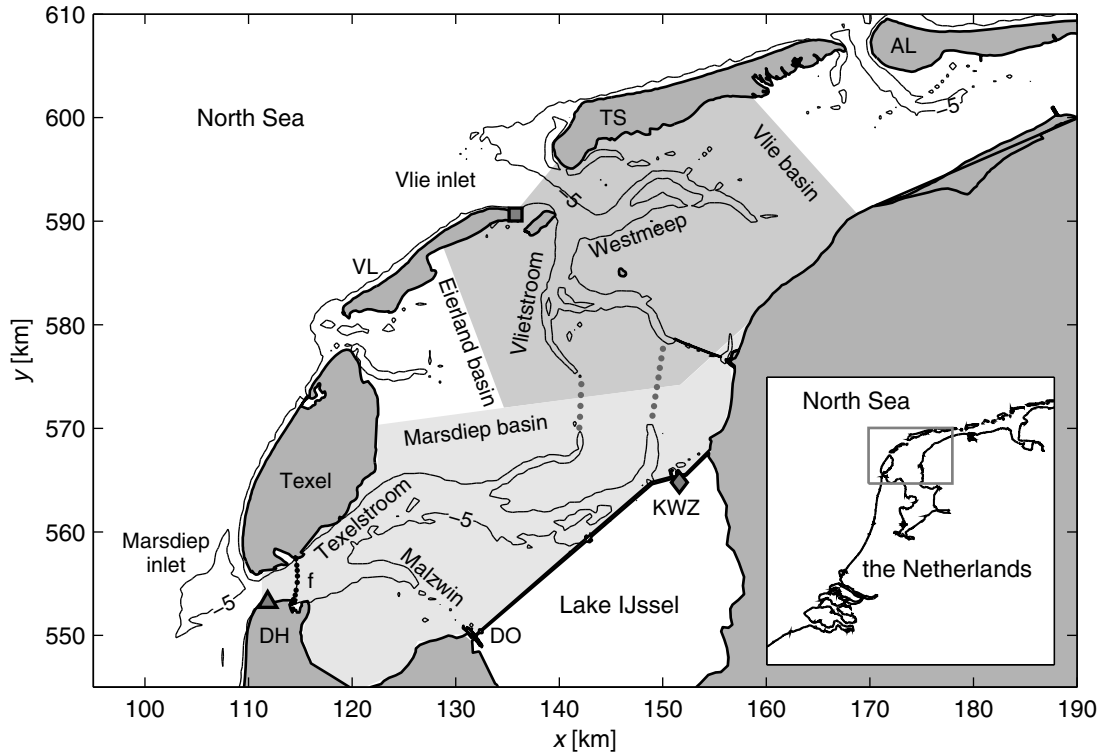 610
600
590
580
570
560
550
y [km]
100
110
120
130
140
150
160
170
180
190
x [km]
North Sea
AL
TS
−5
Vlie basin
Vlie inlet
−5
Westmeep
VL
Vlietstroom
Eierland basin
Marsdiep basin
Texel
Texelstroom
−5
KWZ
Marsdiep
inlet
Malzwin
f
−5
Lake IJssel
DH
DO
North Sea
the Netherlands